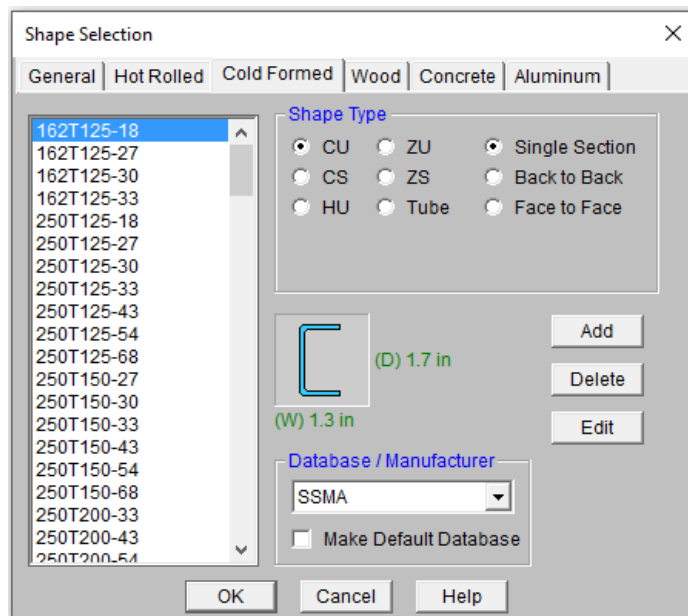 Shape Selection
General Hot Rolled Cold Formed Wood Concrete Aluminum
162T125-18
162T125-27
162T125-30
162T125-33
250T125-18
250T125-27
250T125-30
250T125-33
250T125-43
250T125-54
250T125-68
250T150-27
250T150-30
250T150-33
250T150-43
250T150-54
250T150-68
250T200-33
250T200-43
250T200-54
Shape Type
CU ZU Single Section
CS ZS Back to Back
HU Tube Face to Face
(D) 1.7 in
(W) 1.3 in
Add
Delete
Edit
Database / Manufacturer
SSMA
Make Default Database
OK Cancel Help